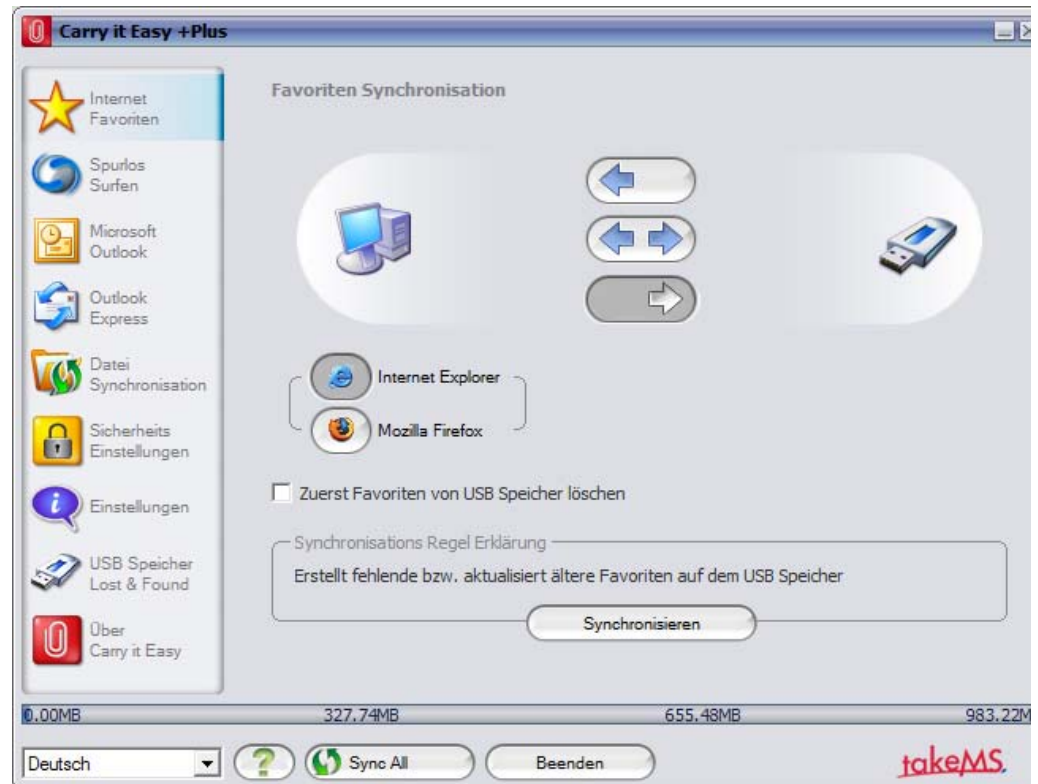 Carry it Easy +Plus
Internet
Favoriten
Spurlos
Surfen
Microsoft
Outlook
Outlook
Express
Datei
Synchronisation
Sicherheits
Einstellungen
Einstellungen
USB Speicher
Lost & Found
Über
Carry it Easy
Favoriten Synchronisation
Internet Explorer
Mozilla Firefox
Zuerst Favoriten von USB Speicher löschen
Synchronisations Regel Erklärung
Erstellt fehlende bzw. aktualisiert ältere Favoriten auf dem USB Speicher
Synchronisieren
0.00MB 327.74MB 655.48MB 983.22M
Deutsch ? Sync All Beenden takeMS.